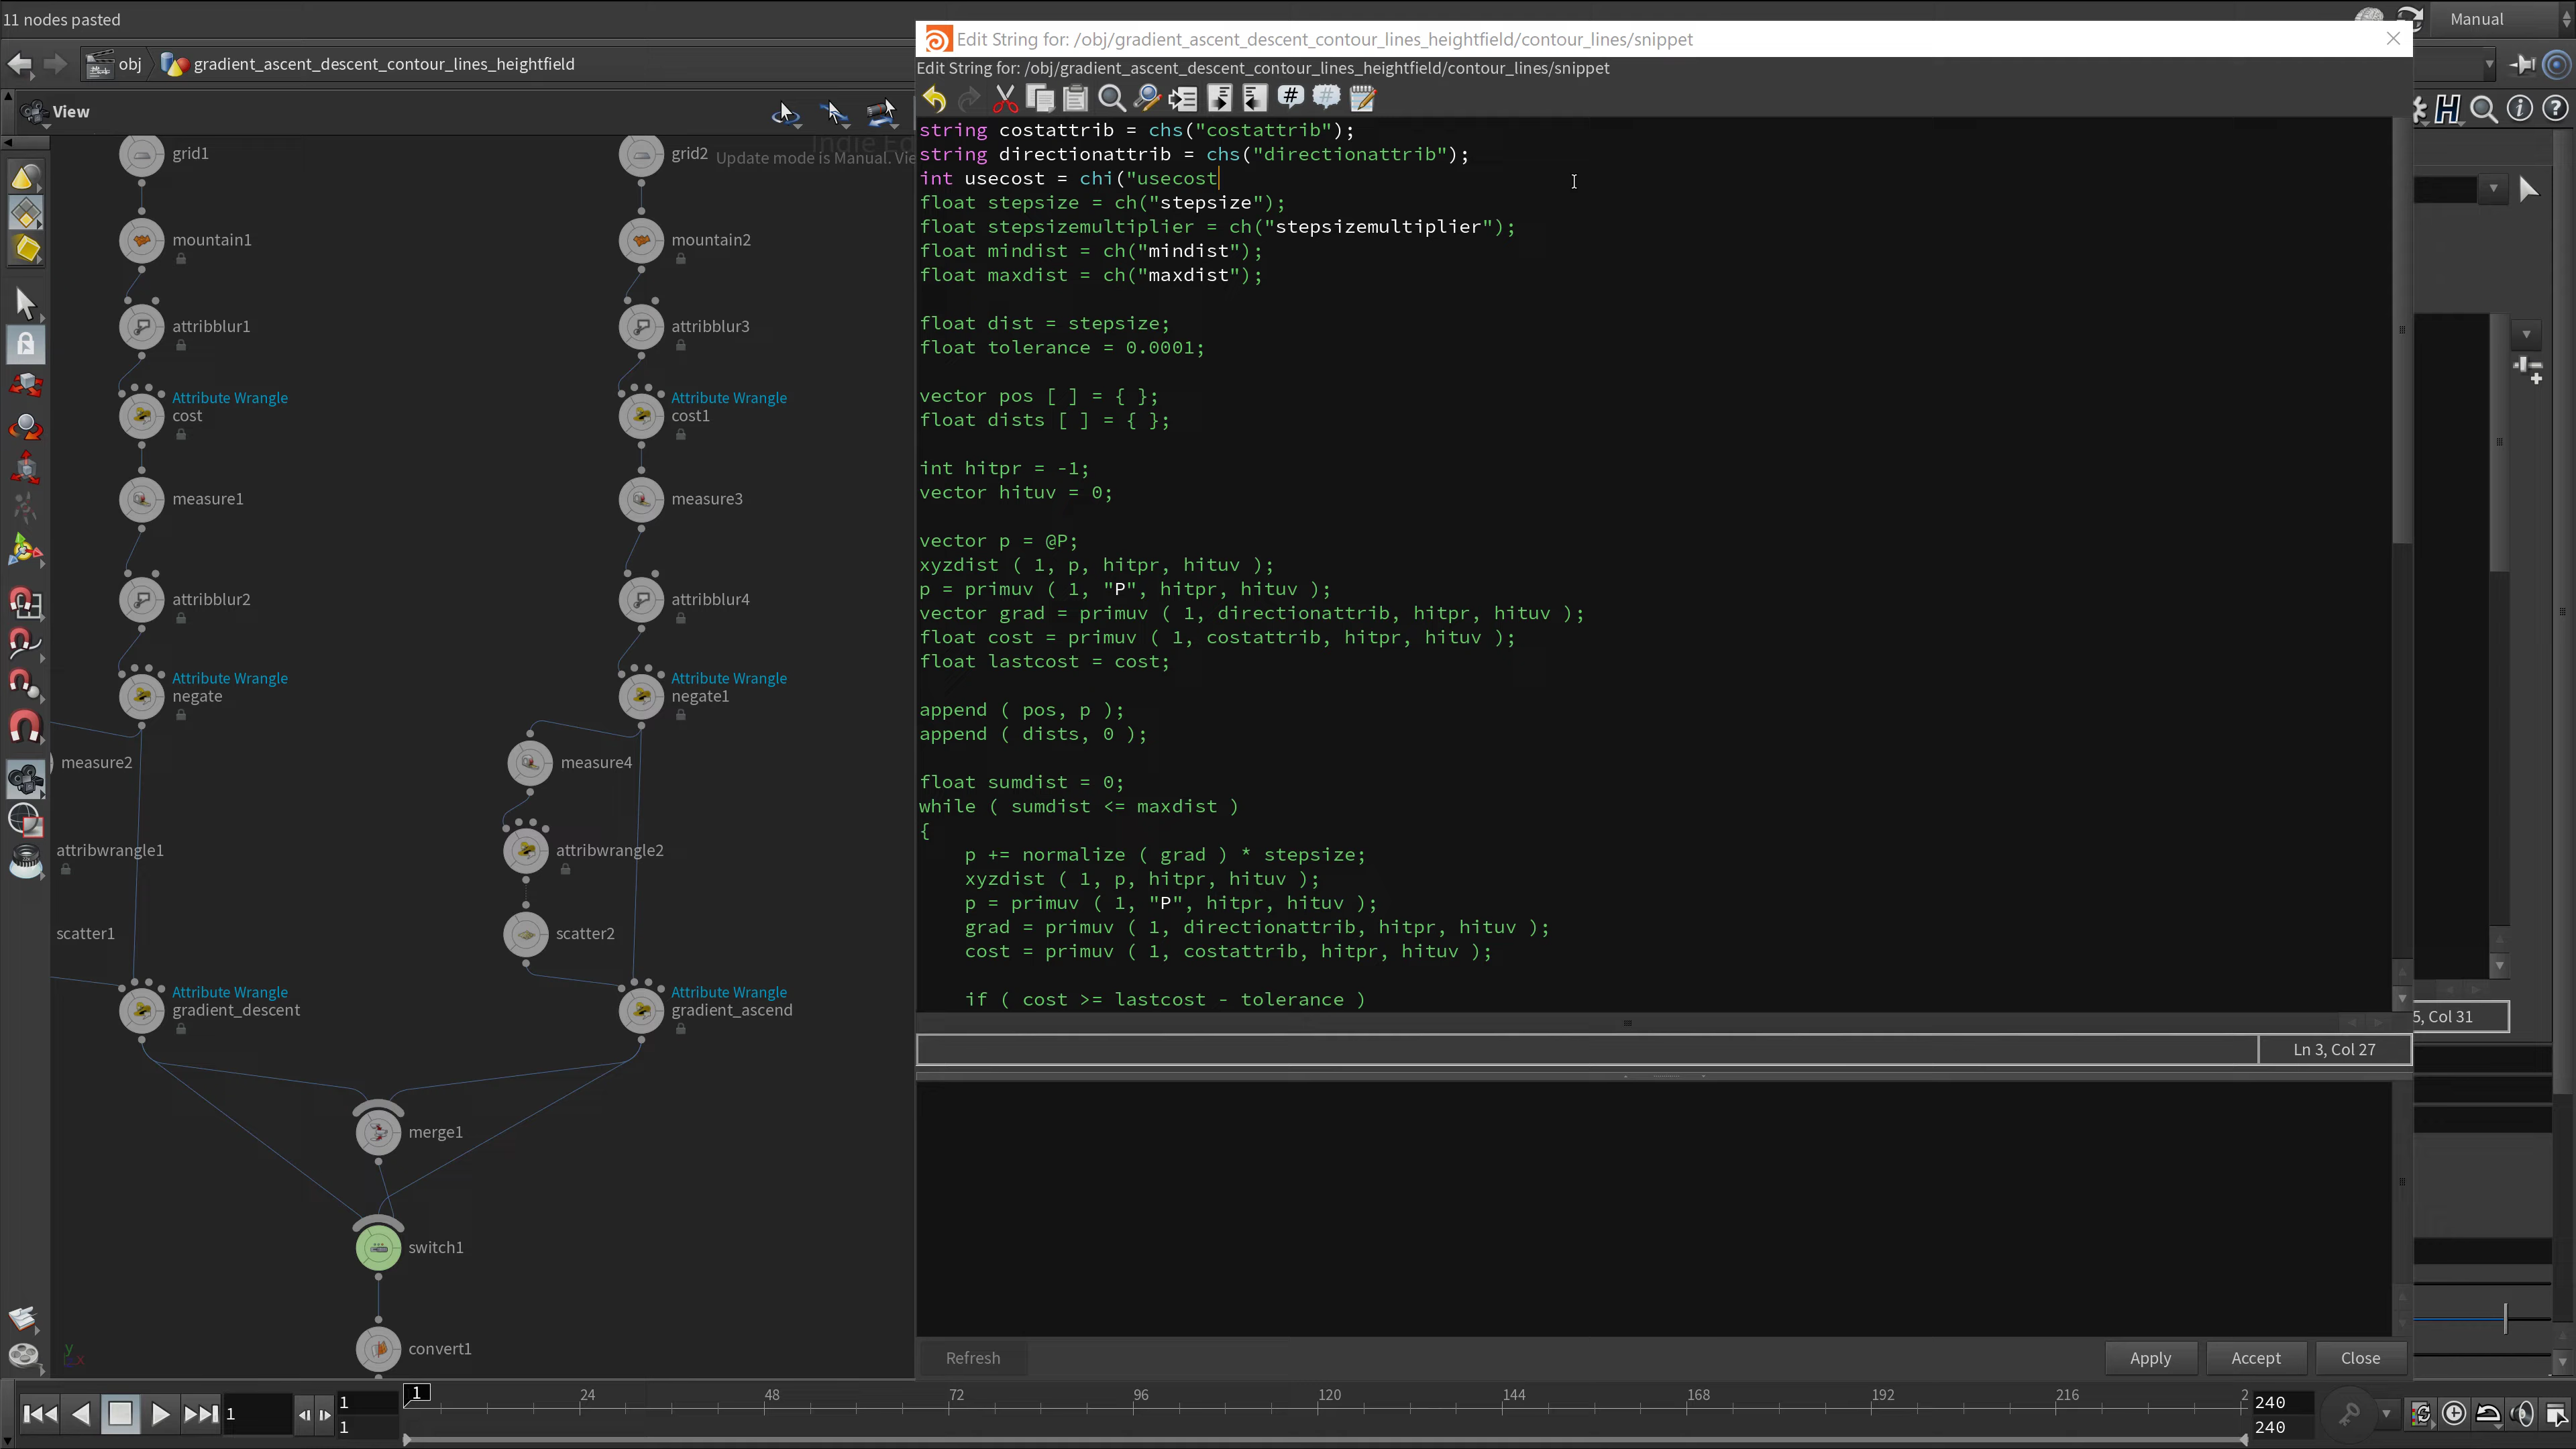 11 nodes pasted
Manual
Edit String for: /obj/gradient_ascent_descent_contour_lines_heightfield/contour_lines/snippet
obj
gradient_ascent_descent_contour_lines_heightfield
Edit String for: /obj/gradient_ascent_descent_contour_lines_heightfield/contour_lines/snippet
View
Update mode is Manual.
string costattrib = chs("costattrib");
string directionattrib = chs("directionattrib");
int usecost = chi("usecost
float stepsize = ch("stepsize");
float stepsizemultiplier = ch("stepsizemultiplier");
float mindist = ch("mindist");
float maxdist = ch("maxdist");
float dist = stepsize;
float tolerance = 0.0001;
vector pos [ ] = { };
float dists [ ] = { };
int hitpr = -1;
vector hituv = 0;
vector p = @P;
xyzdist ( 1, p, hitpr, hituv );
p = primuv ( 1, "P", hitpr, hituv );
vector grad = primuv ( 1, directionattrib, hitpr, hituv );
float cost = primuv ( 1, costattrib, hitpr, hituv );
float lastcost = cost;
append ( pos, p );
append ( dists, 0 );
float sumdist = 0;
while ( sumdist <= maxdist )
{
    p += normalize ( grad ) * stepsize;
    xyzdist ( 1, p, hitpr, hituv );
    p = primuv ( 1, "P", hitpr, hituv );
    grad = primuv ( 1, directionattrib, hitpr, hituv );
    cost = primuv ( 1, costattrib, hitpr, hituv );
    if ( cost >= lastcost - tolerance )
Ln 3, Col 27
5, Col 31
Refresh
Apply
Accept
Close
grid1
grid2
mountain1
mountain2
attribblur1
attribblur3
Attribute Wrangle
cost
Attribute Wrangle
cost1
measure1
measure3
attribblur2
attribblur4
Attribute Wrangle
negate
Attribute Wrangle
negate1
measure2
measure4
attribwrangle1
attribwrangle2
scatter1
scatter2
Attribute Wrangle
gradient_descent
Attribute Wrangle
gradient_ascend
merge1
switch1
convert1
y
x
1
1
1
1
24
48
72
96
120
144
168
192
216
2
240
240